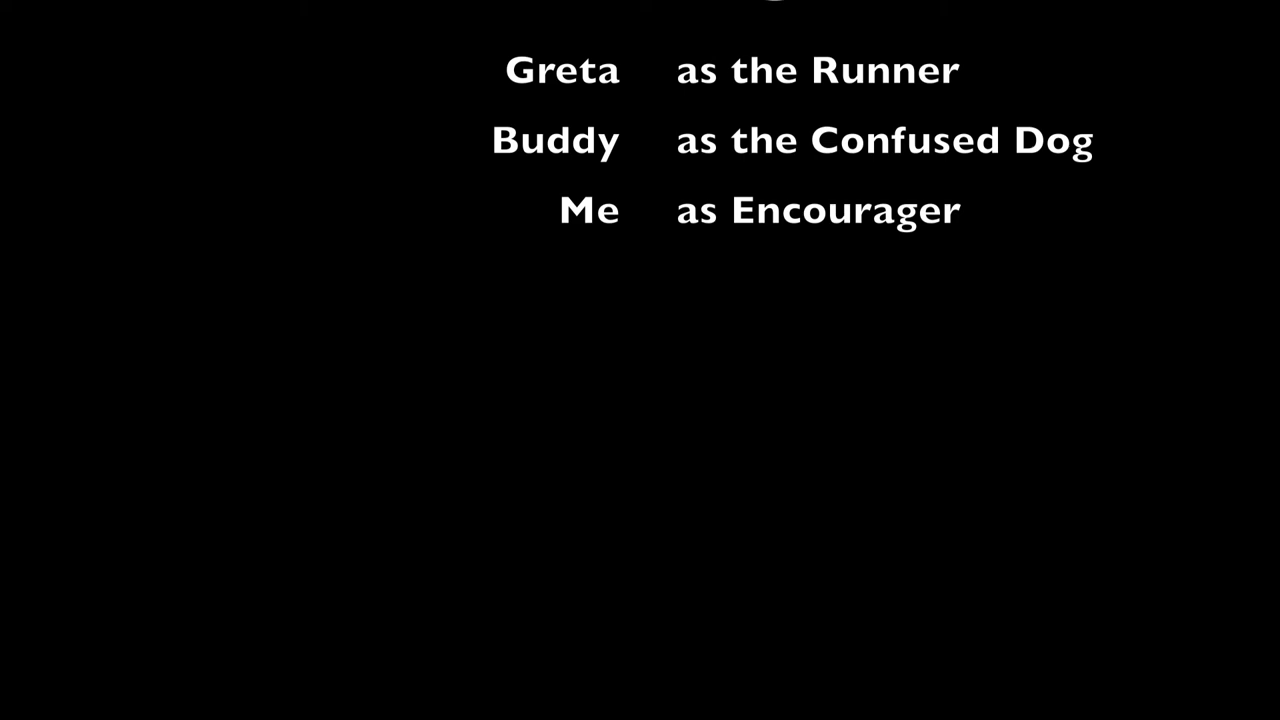 Greta as the Runner
Buddy as the Confused Dog
Me as Encourager